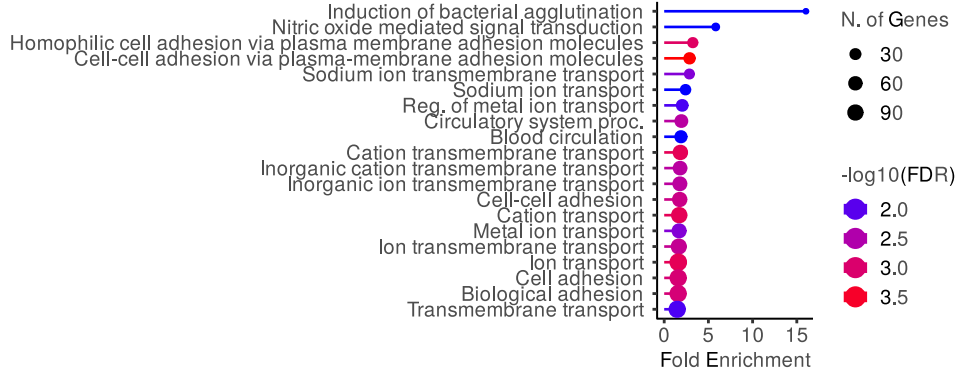 Induction of bacterial agglutination
Nitric oxide mediated signal transduction
Homophilic cell adhesion via plasma membrane adhesion molecules
Cell-cell adhesion via plasma-membrane adhesion molecules
Sodium ion transmembrane transport
Sodium ion transport
Reg. of metal ion transport
Circulatory system proc.
Blood circulation
Cation transmembrane transport
Inorganic cation transmembrane transport
Inorganic ion transmembrane transport
Cell-cell adhesion
Cation transport
Metal ion transport
Ion transmembrane transport
Ion transport
Cell adhesion
Biological adhesion
Transmembrane transport
0 5 10 15
Fold Enrichment
N. of Genes
30
60
90
-log10(FDR)
2.0
2.5
3.0
3.5